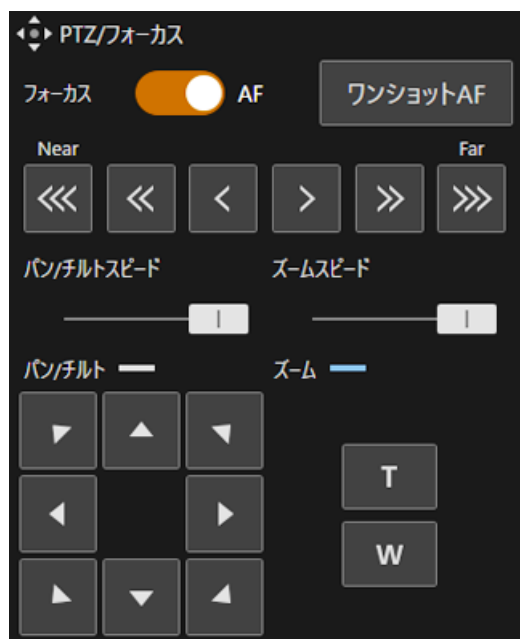 PTZ/フォーカス
フォーカス AF ワンショットAF
Near Far
パン/チルトスピード ズームスピード
パン/チルト ズーム
T
W